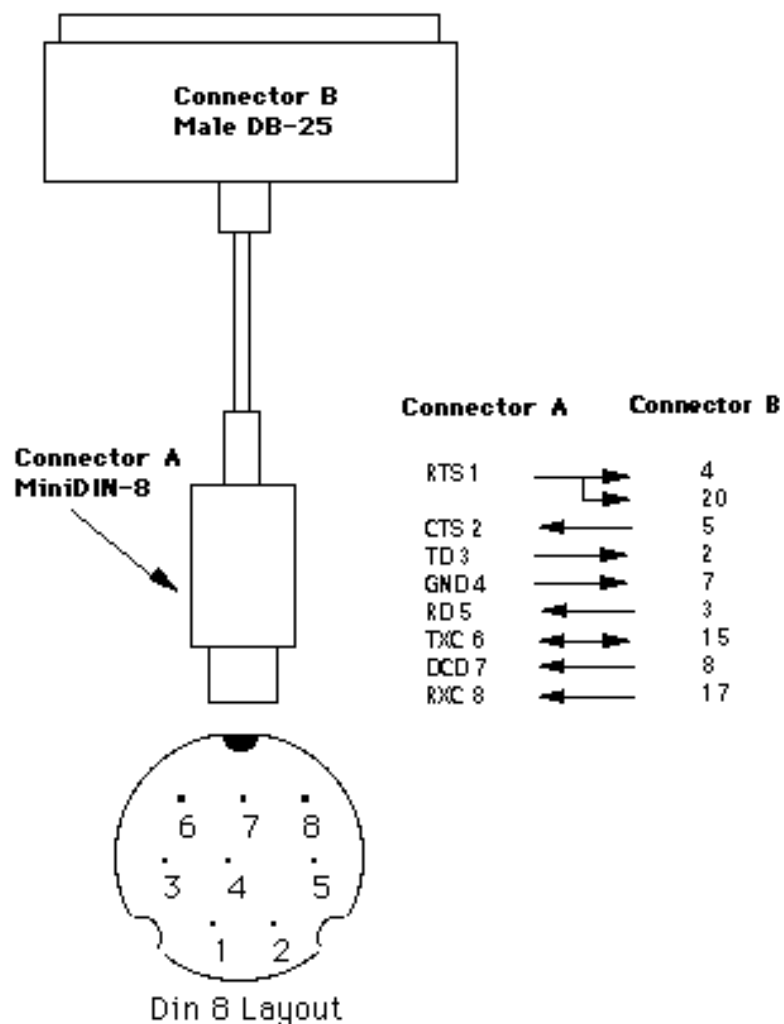 Connector B
Male DB-25
Connector A
MiniDIN-8
Connector A Connector B
RTS 1 4
20
CTS 2 5
TD 3 2
GND 4 7
RD 5 3
TXC 6 15
DCD 7 8
RXC 8 17
6 7 8
3 4 5
1 2
Din 8 Layout